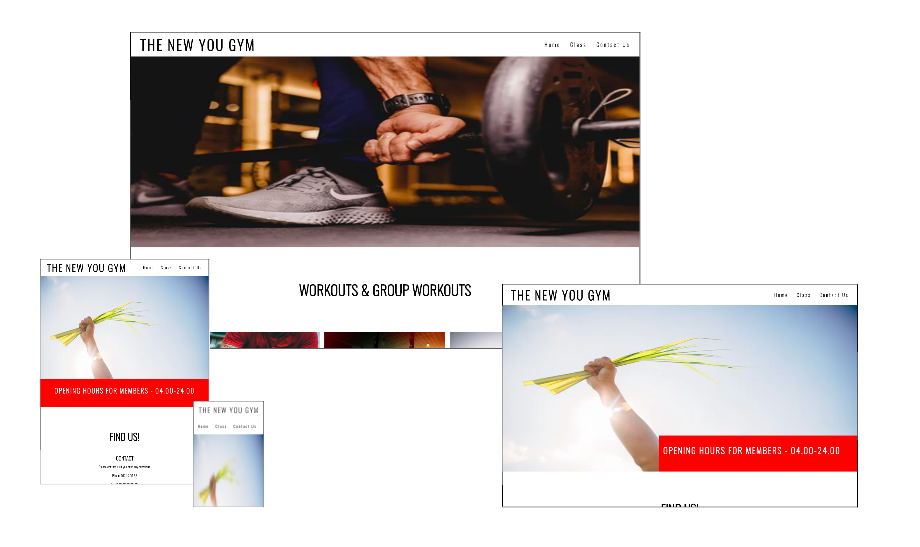 THE NEW YOU GYM
Home Class Contact Us
WORKOUTS & GROUP WORKOUTS
THE NEW YOU GYM
Home Class Contact Us
OPENING HOURS FOR MEMBERS - 04.00-24.00
FIND US!
CONTACT
THE NEW YOU GYM
Home Class Contact Us
THE NEW YOU GYM
Home Class Contact Us
OPENING HOURS FOR MEMBERS - 04.00-24.00
FIND US!